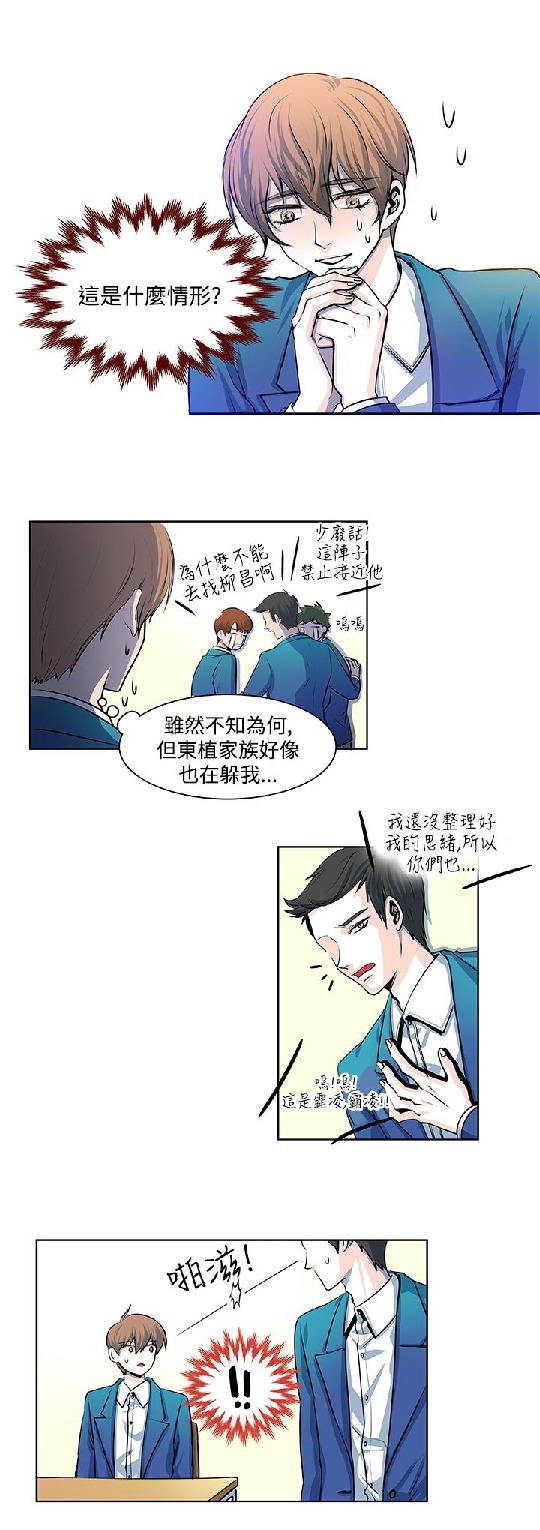 這是什麼情形?
為什麼不能
去找柳昌啊
少廢話!
這陣子
禁止接近他
嗚嗚
雖然不知為何,
但東植家族好像
也在躲我...
我還沒整理好
我的思緒,所以
你們也...
嗚!嗚!
這是霸凌,霸凌!!
啪滋!
!!